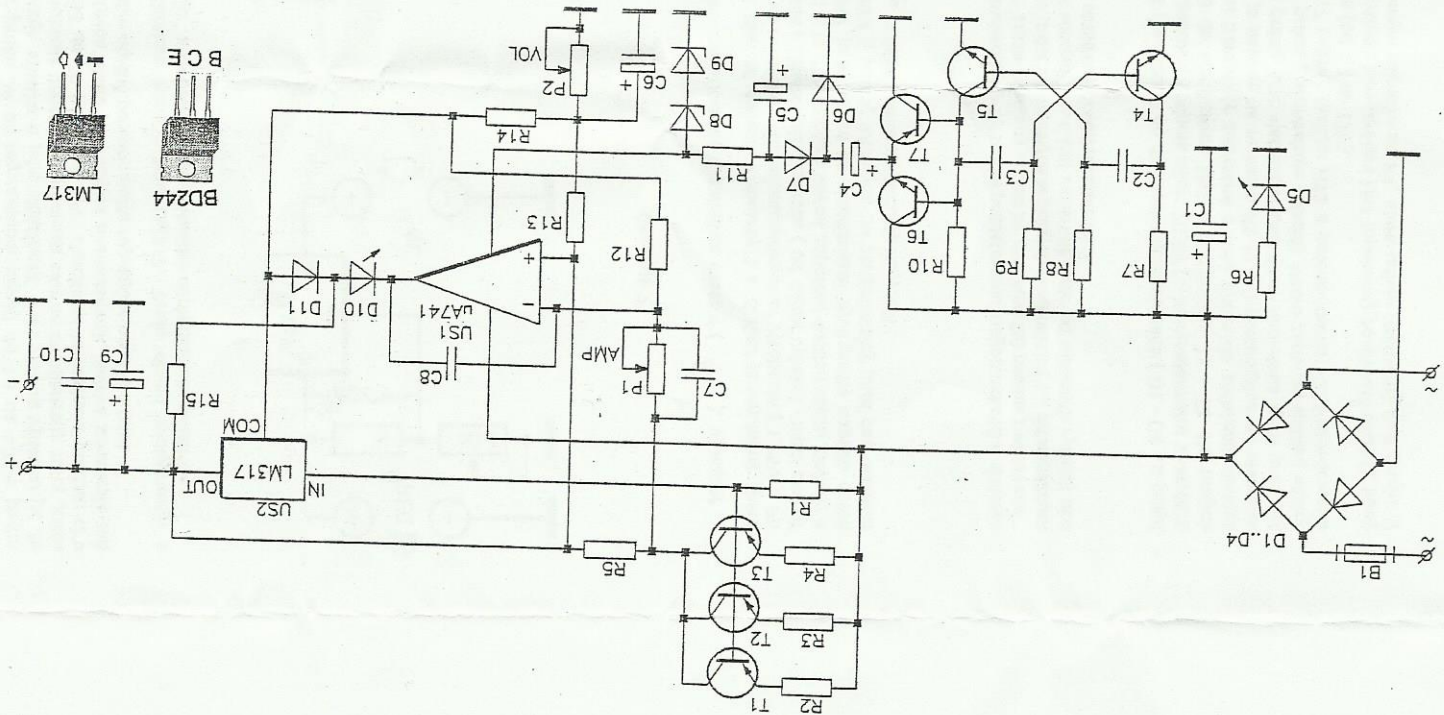 R2
T1
R3
T2
~
B1
R4
T3
R5
D1..D4
US2
R1
IN
LM317
OUT
+
COM
C7
P1
AMP
R15
~
C8
C9
C10
-
US1
uA741
D10
D11
R6
R7
R8
R9
R10
R12
-
+
R13
C1
+
T6
D5
C2
C3
C4
+
D7
R11
R14
LM317
BD244
T7
D6
C5
+
D8
C6
+
P2
VOL
T4
T5
D9
B C E